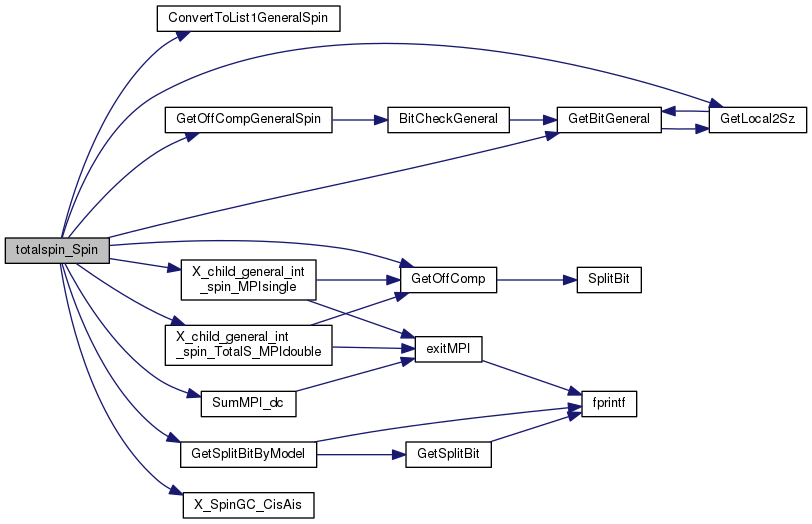 ConvertToList1GeneralSpin
GetOffCompGeneralSpin
BitCheckGeneral
GetBitGeneral
GetLocal2Sz
totalspin_Spin
X_child_general_int
_spin_MPIsingle
GetOffComp
SplitBit
X_child_general_int
_spin_TotalS_MPIdouble
exitMPI
SumMPI_dc
fprintf
GetSplitBitByModel
GetSplitBit
X_SpinGC_CisAis